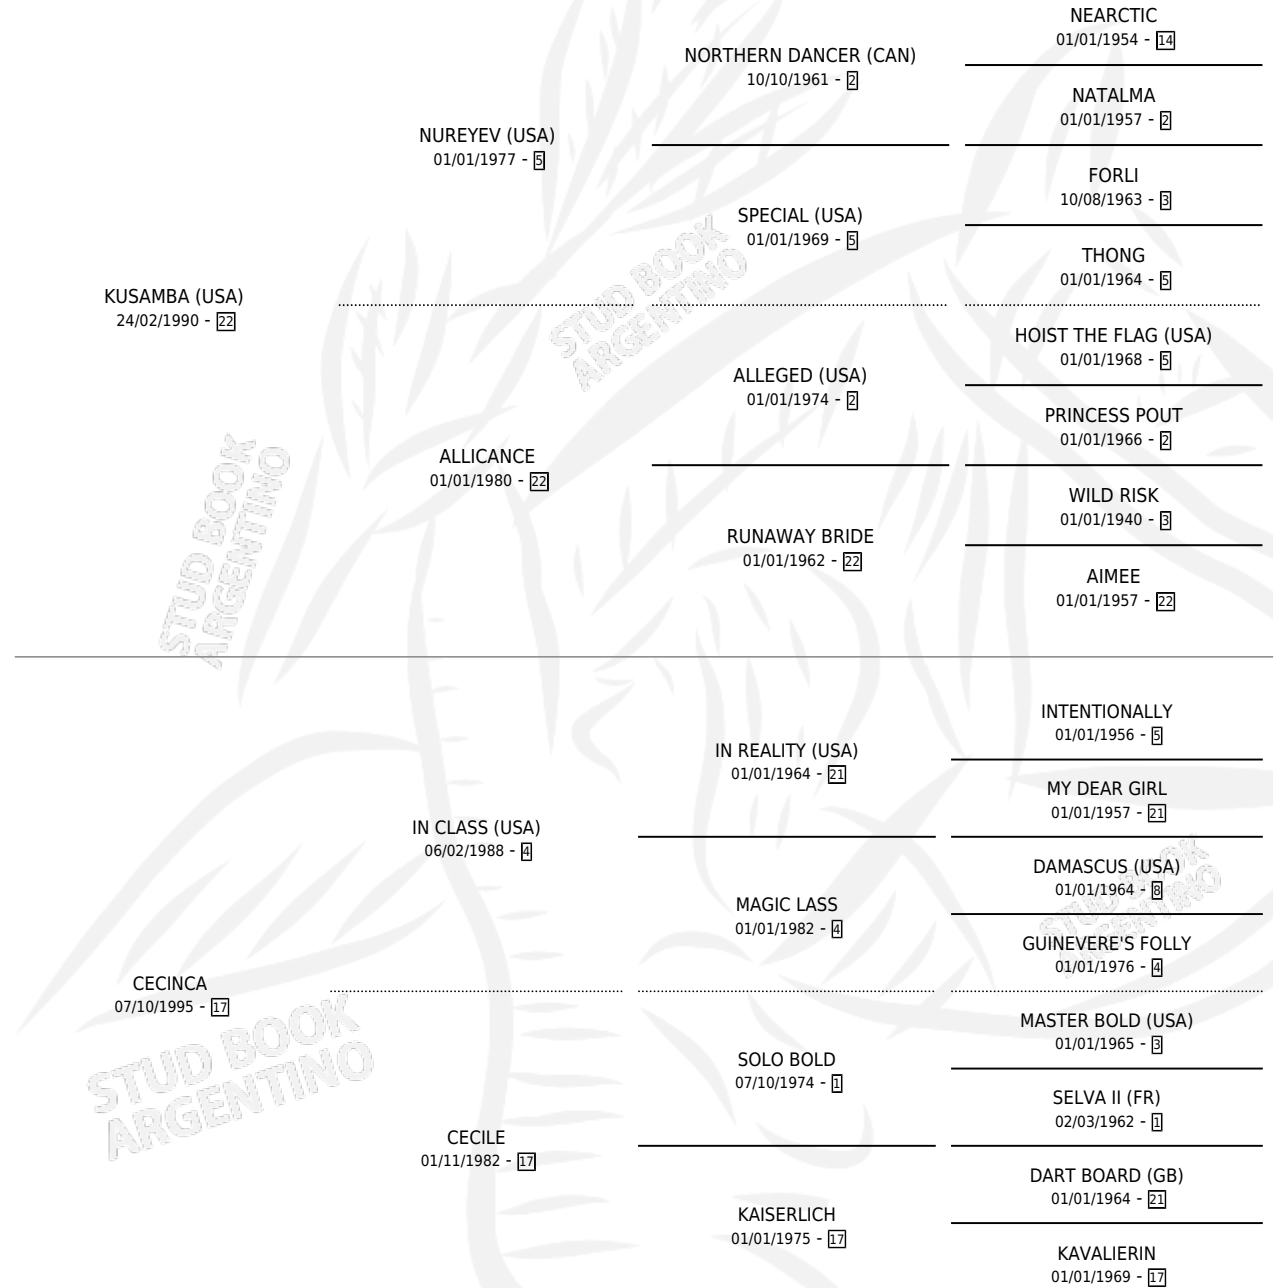 NEARCTIC
01/01/1954 - 14
NORTHERN DANCER (CAN)
10/10/1961 - 2
NATALMA
01/01/1957 - 2
NUREYEV (USA)
01/01/1977 - 5
FORLI
10/08/1963 - 3
SPECIAL (USA)
01/01/1969 - 5
THONG
01/01/1964 - 5
KUSAMBA (USA)
24/02/1990 - 22
STUD BOOK
ARGENTINO
HOIST THE FLAG (USA)
01/01/1968 - 5
ALLEGED (USA)
01/01/1974 - 2
PRINCESS POUT
01/01/1966 - 2
ALLICANCE
01/01/1980 - 22
WILD RISK
01/01/1940 - 3
RUNAWAY BRIDE
01/01/1962 - 22
AIMEE
01/01/1957 - 22
STUD BOOK
ARGENTINO
INTENTIONALLY
01/01/1956 - 5
IN REALITY (USA)
01/01/1964 - 21
MY DEAR GIRL
01/01/1957 - 21
IN CLASS (USA)
06/02/1988 - 4
DAMASCUS (USA)
01/01/1964 - 8
MAGIC LASS
01/01/1982 - 4
GUINEVERE'S FOLLY
01/01/1976 - 4
STUD BOOK
ARGENTINO
CECINCA
07/10/1995 - 17
MASTER BOLD (USA)
01/01/1965 - 3
SOLO BOLD
07/10/1974 - 1
SELVA II (FR)
02/03/1962 - 1
STUD BOOK
ARGENTINO
CECILE
01/11/1982 - 17
DART BOARD (GB)
01/01/1964 - 21
KAISERLICH
01/01/1975 - 17
KAVALIERIN
01/01/1969 - 17